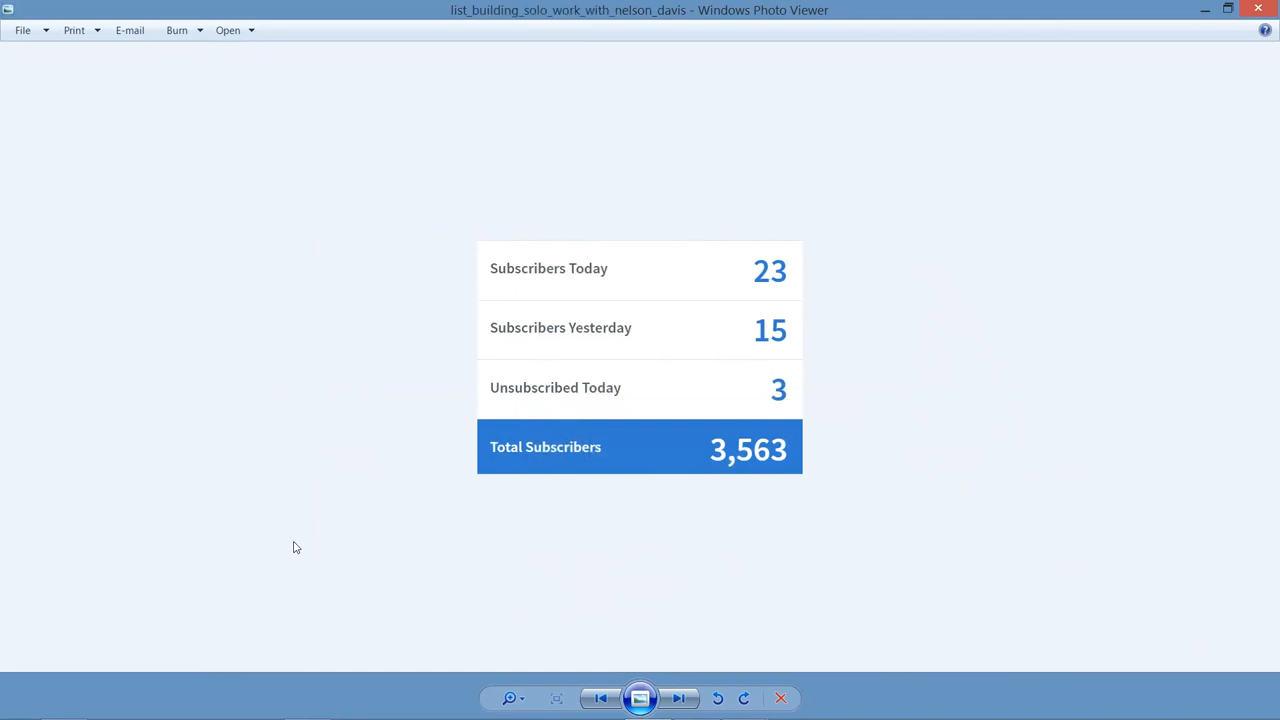 list_building_solo_work_with_nelson_davis - Windows Photo Viewer
File Print E-mail Burn Open
Subscribers Today 23
Subscribers Yesterday 15
Unsubscribed Today 3
Total Subscribers 3,563